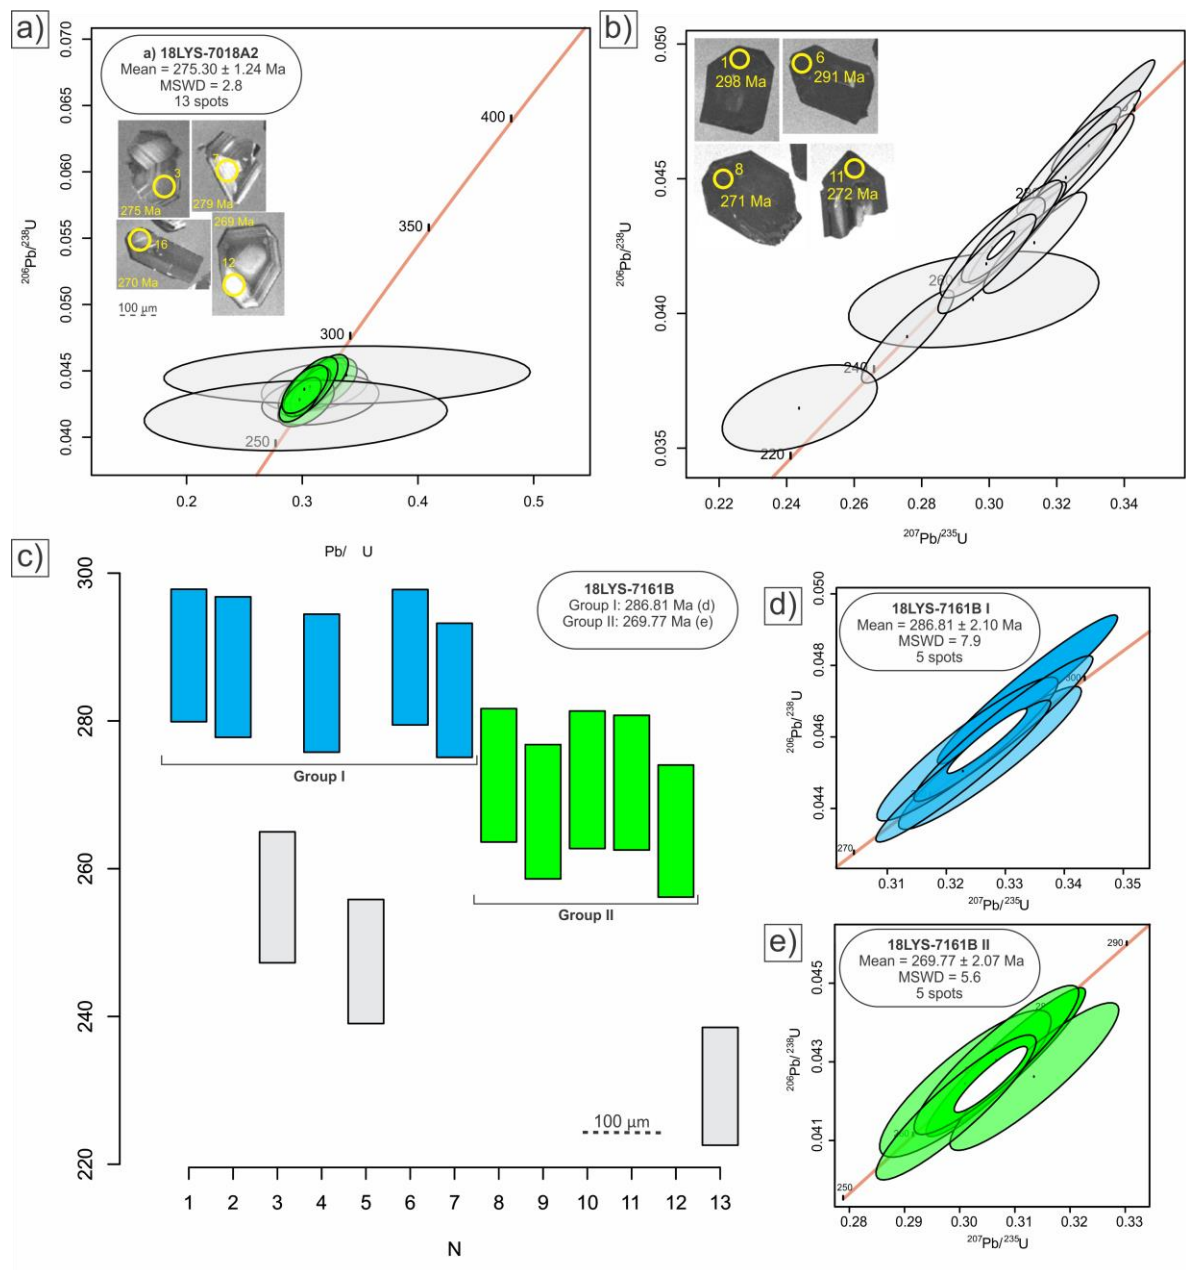 a)
0.070
0.065
0.060
0.055
0.050
0.045
0.040
206Pb/238U
a) 18LYS-7018A2
Mean = 275.30 ± 1.24 Ma
MSWD = 2.8
13 spots
3
275 Ma
7
279 Ma
16
270 Ma
269 Ma
12
100 µm
400
350
300
250
0.2
0.3
0.4
0.5
b)
0.050
0.045
0.040
0.035
206Pb/238U
1
298 Ma
6
291 Ma
8
271 Ma
11
272 Ma
260
240
220
0.22
0.24
0.26
0.28
0.30
0.32
0.34
207Pb/235U
c)
Pb/ U
300
280
260
240
220
18LYS-7161B
Group I: 286.81 Ma (d)
Group II: 269.77 Ma (e)
Group I
Group II
100 µm
1 2 3 4 5 6 7 8 9 10 11 12 13
N
d)
0.050
0.048
0.046
0.044
206Pb/238U
18LYS-7161B I
Mean = 286.81 ± 2.10 Ma
MSWD = 7.9
5 spots
300
270
0.31
0.32
0.33
0.34
0.35
207Pb/235U
e)
0.045
0.043
0.041
206Pb/238U
18LYS-7161B II
Mean = 269.77 ± 2.07 Ma
MSWD = 5.6
5 spots
290
250
0.28
0.29
0.30
0.31
0.32
0.33
207Pb/235U